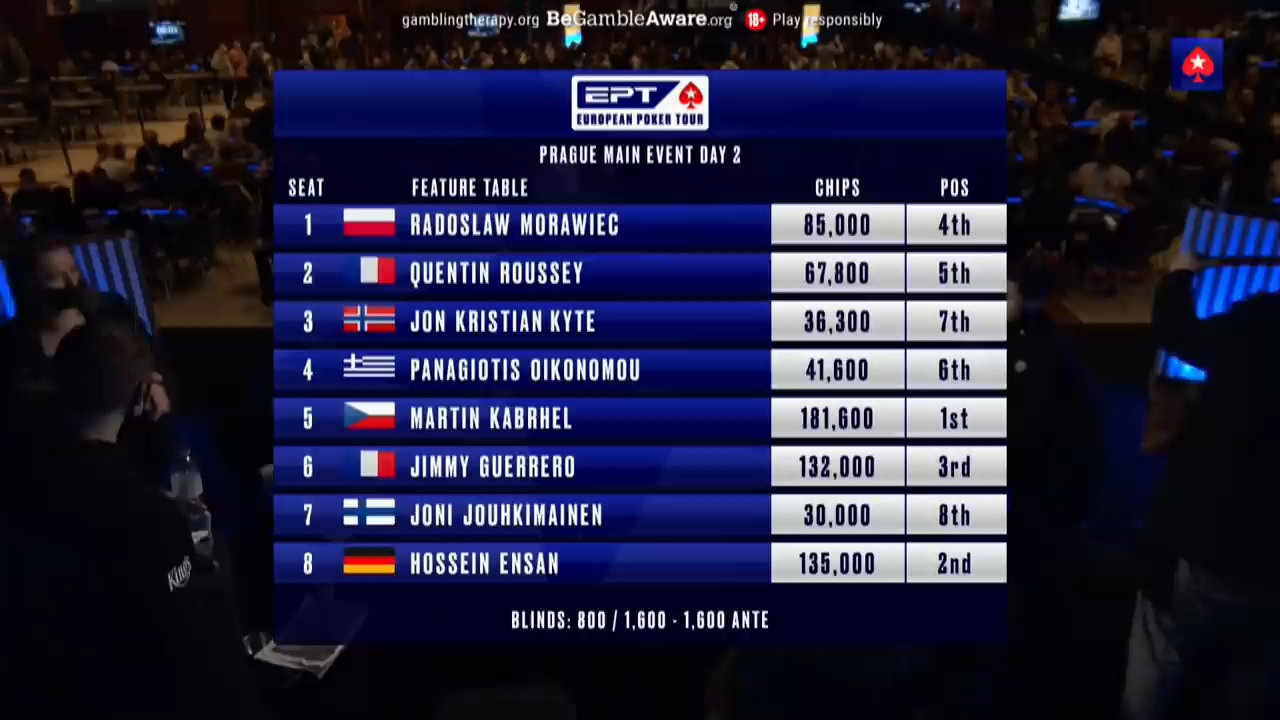 gamblingtherapy.org BeGambleAware.org 18+ Play responsibly
EPT
EUROPEAN POKER TOUR
PRAGUE MAIN EVENT DAY 2
SEAT FEATURE TABLE CHIPS POS
1 RADOSLAW MORAWIEC 85,000 4th
2 QUENTIN ROUSSEY 67,800 5th
3 JON KRISTIAN KYTE 36,300 7th
4 PANAGIOTIS OIKONOMOU 41,600 6th
5 MARTIN KABRHEL 181,600 1st
6 JIMMY GUERRERO 132,000 3rd
7 JONI JOUHKIMAINEN 30,000 8th
8 HOSSEIN ENSAN 135,000 2nd
BLINDS: 800 / 1,600 - 1,600 ANTE
King's